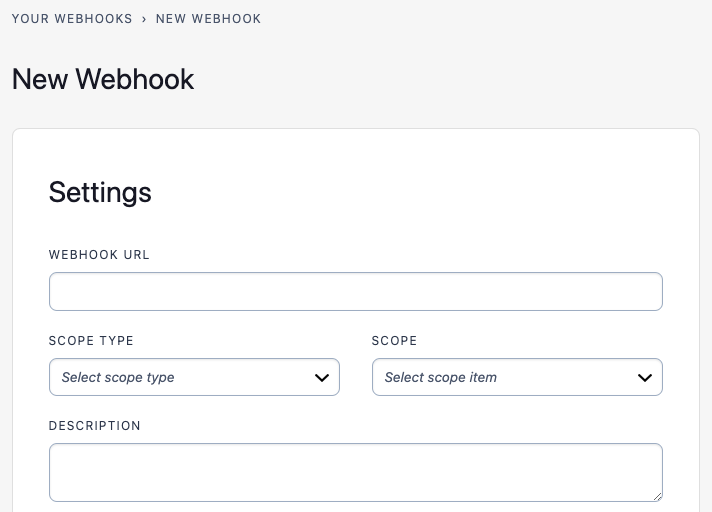 YOUR WEBHOOKS › NEW WEBHOOK
New Webhook
Settings
WEBHOOK URL
SCOPE TYPE SCOPE
Select scope type Select scope item
DESCRIPTION